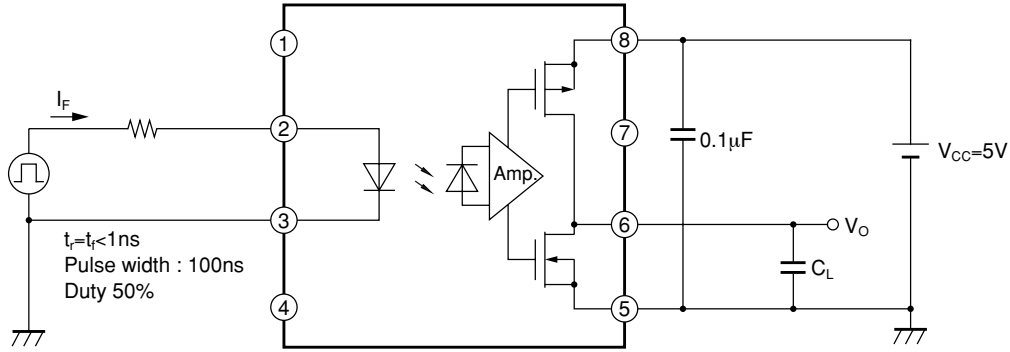 1
8
I_F
2
7
0.1μF
V_CC=5V
Amp.
3
6
V_O
t_r=t_f<1ns
Pulse width : 100ns
Duty 50%
C_L
4
5